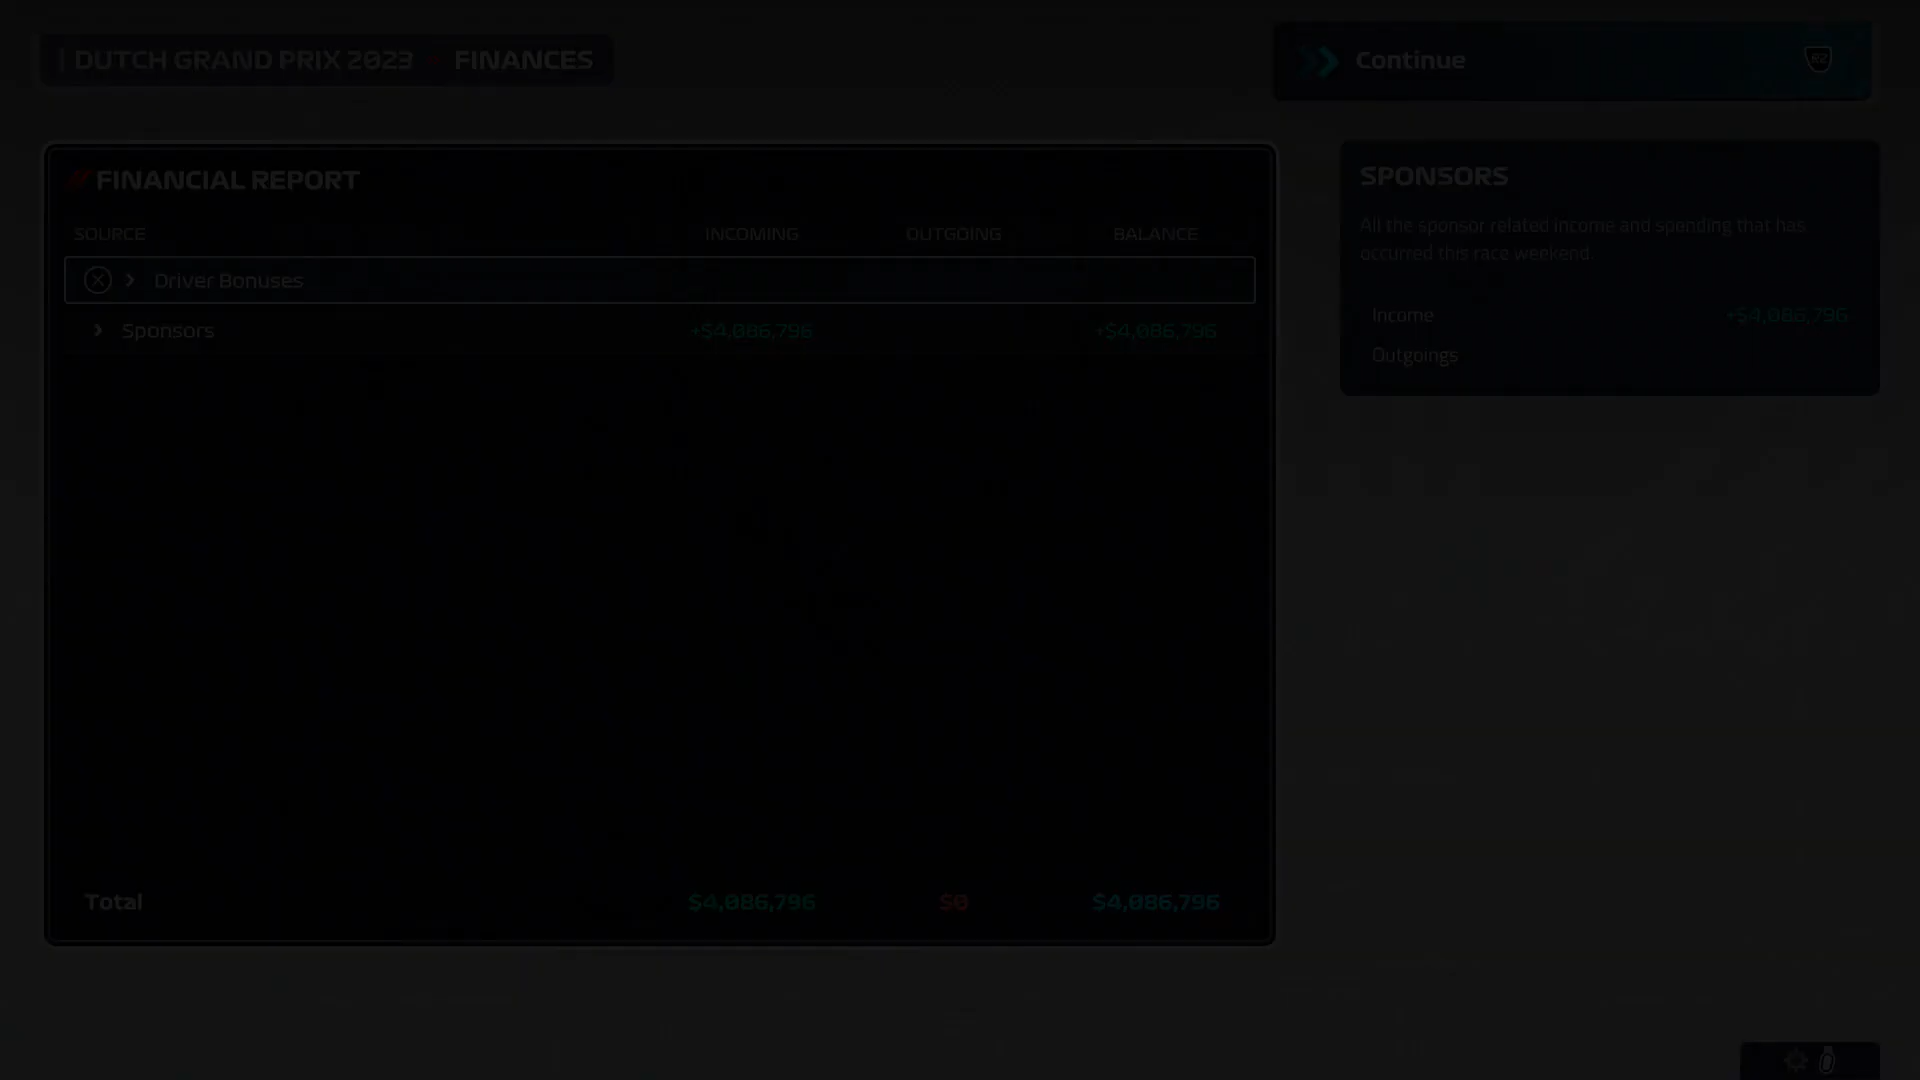 DUTCH GRAND PRIX 2023 • FINANCES
Continue
R2
FINANCIAL REPORT
SOURCE INCOMING OUTGOING BALANCE
Driver Bonuses
Sponsors +$4,086,796 +$4,086,796
Total $4,086,796 $0 $4,086,796
SPONSORS
All the sponsor related income and spending that has
occurred this race weekend.
Income +$4,086,796
Outgoings